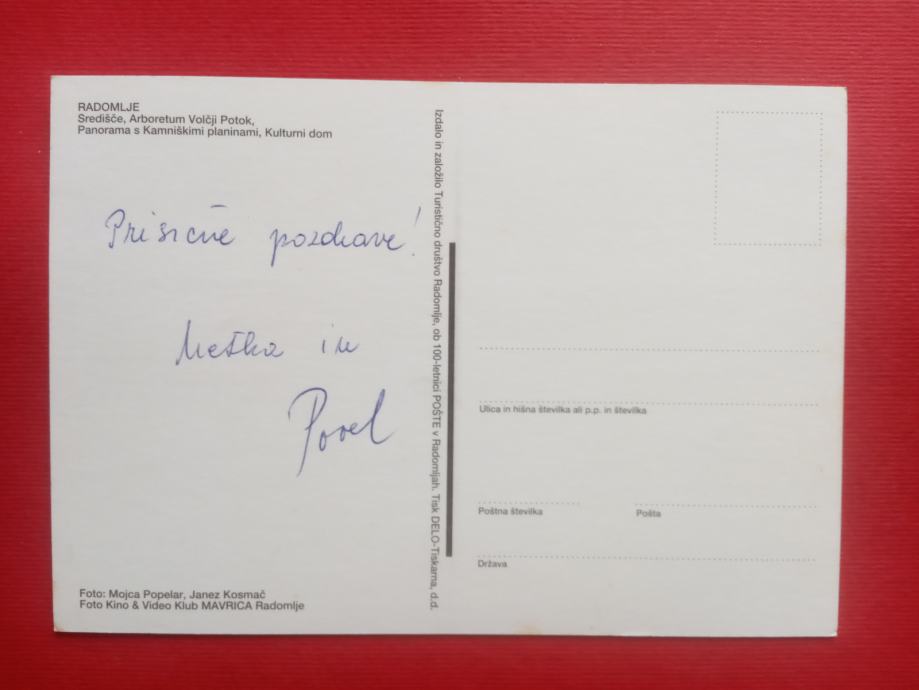 RADOMLJE
Središče, Arboretum Volčji Potok,
Panorama s Kamniškimi planinami, Kulturni dom
Prisrčne pozdrave!
Metka in
Pavel
Foto: Mojca Popelar, Janez Kosmač
Foto Kino & Video Klub MAVRICA Radomlje
Izdalo in založilo Turistično društvo Radomlje, ob 100-letnici POŠTE v Radomljah. Tisk DELO-Tiskarna, d.d.
Ulica in hišna številka ali p.p. in številka
Poštna številka
Pošta
Država